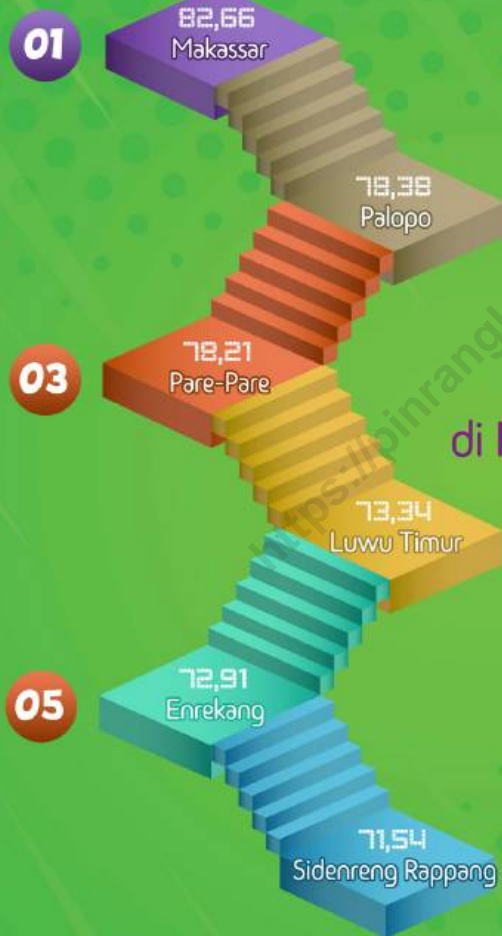 01
82,66
Makassar
78,38
Palopo
03
78,21
Pare-Pare
di
73,34
Luwu Timur
05
72,91
Enrekang
71,54
Sidenreng Rappang